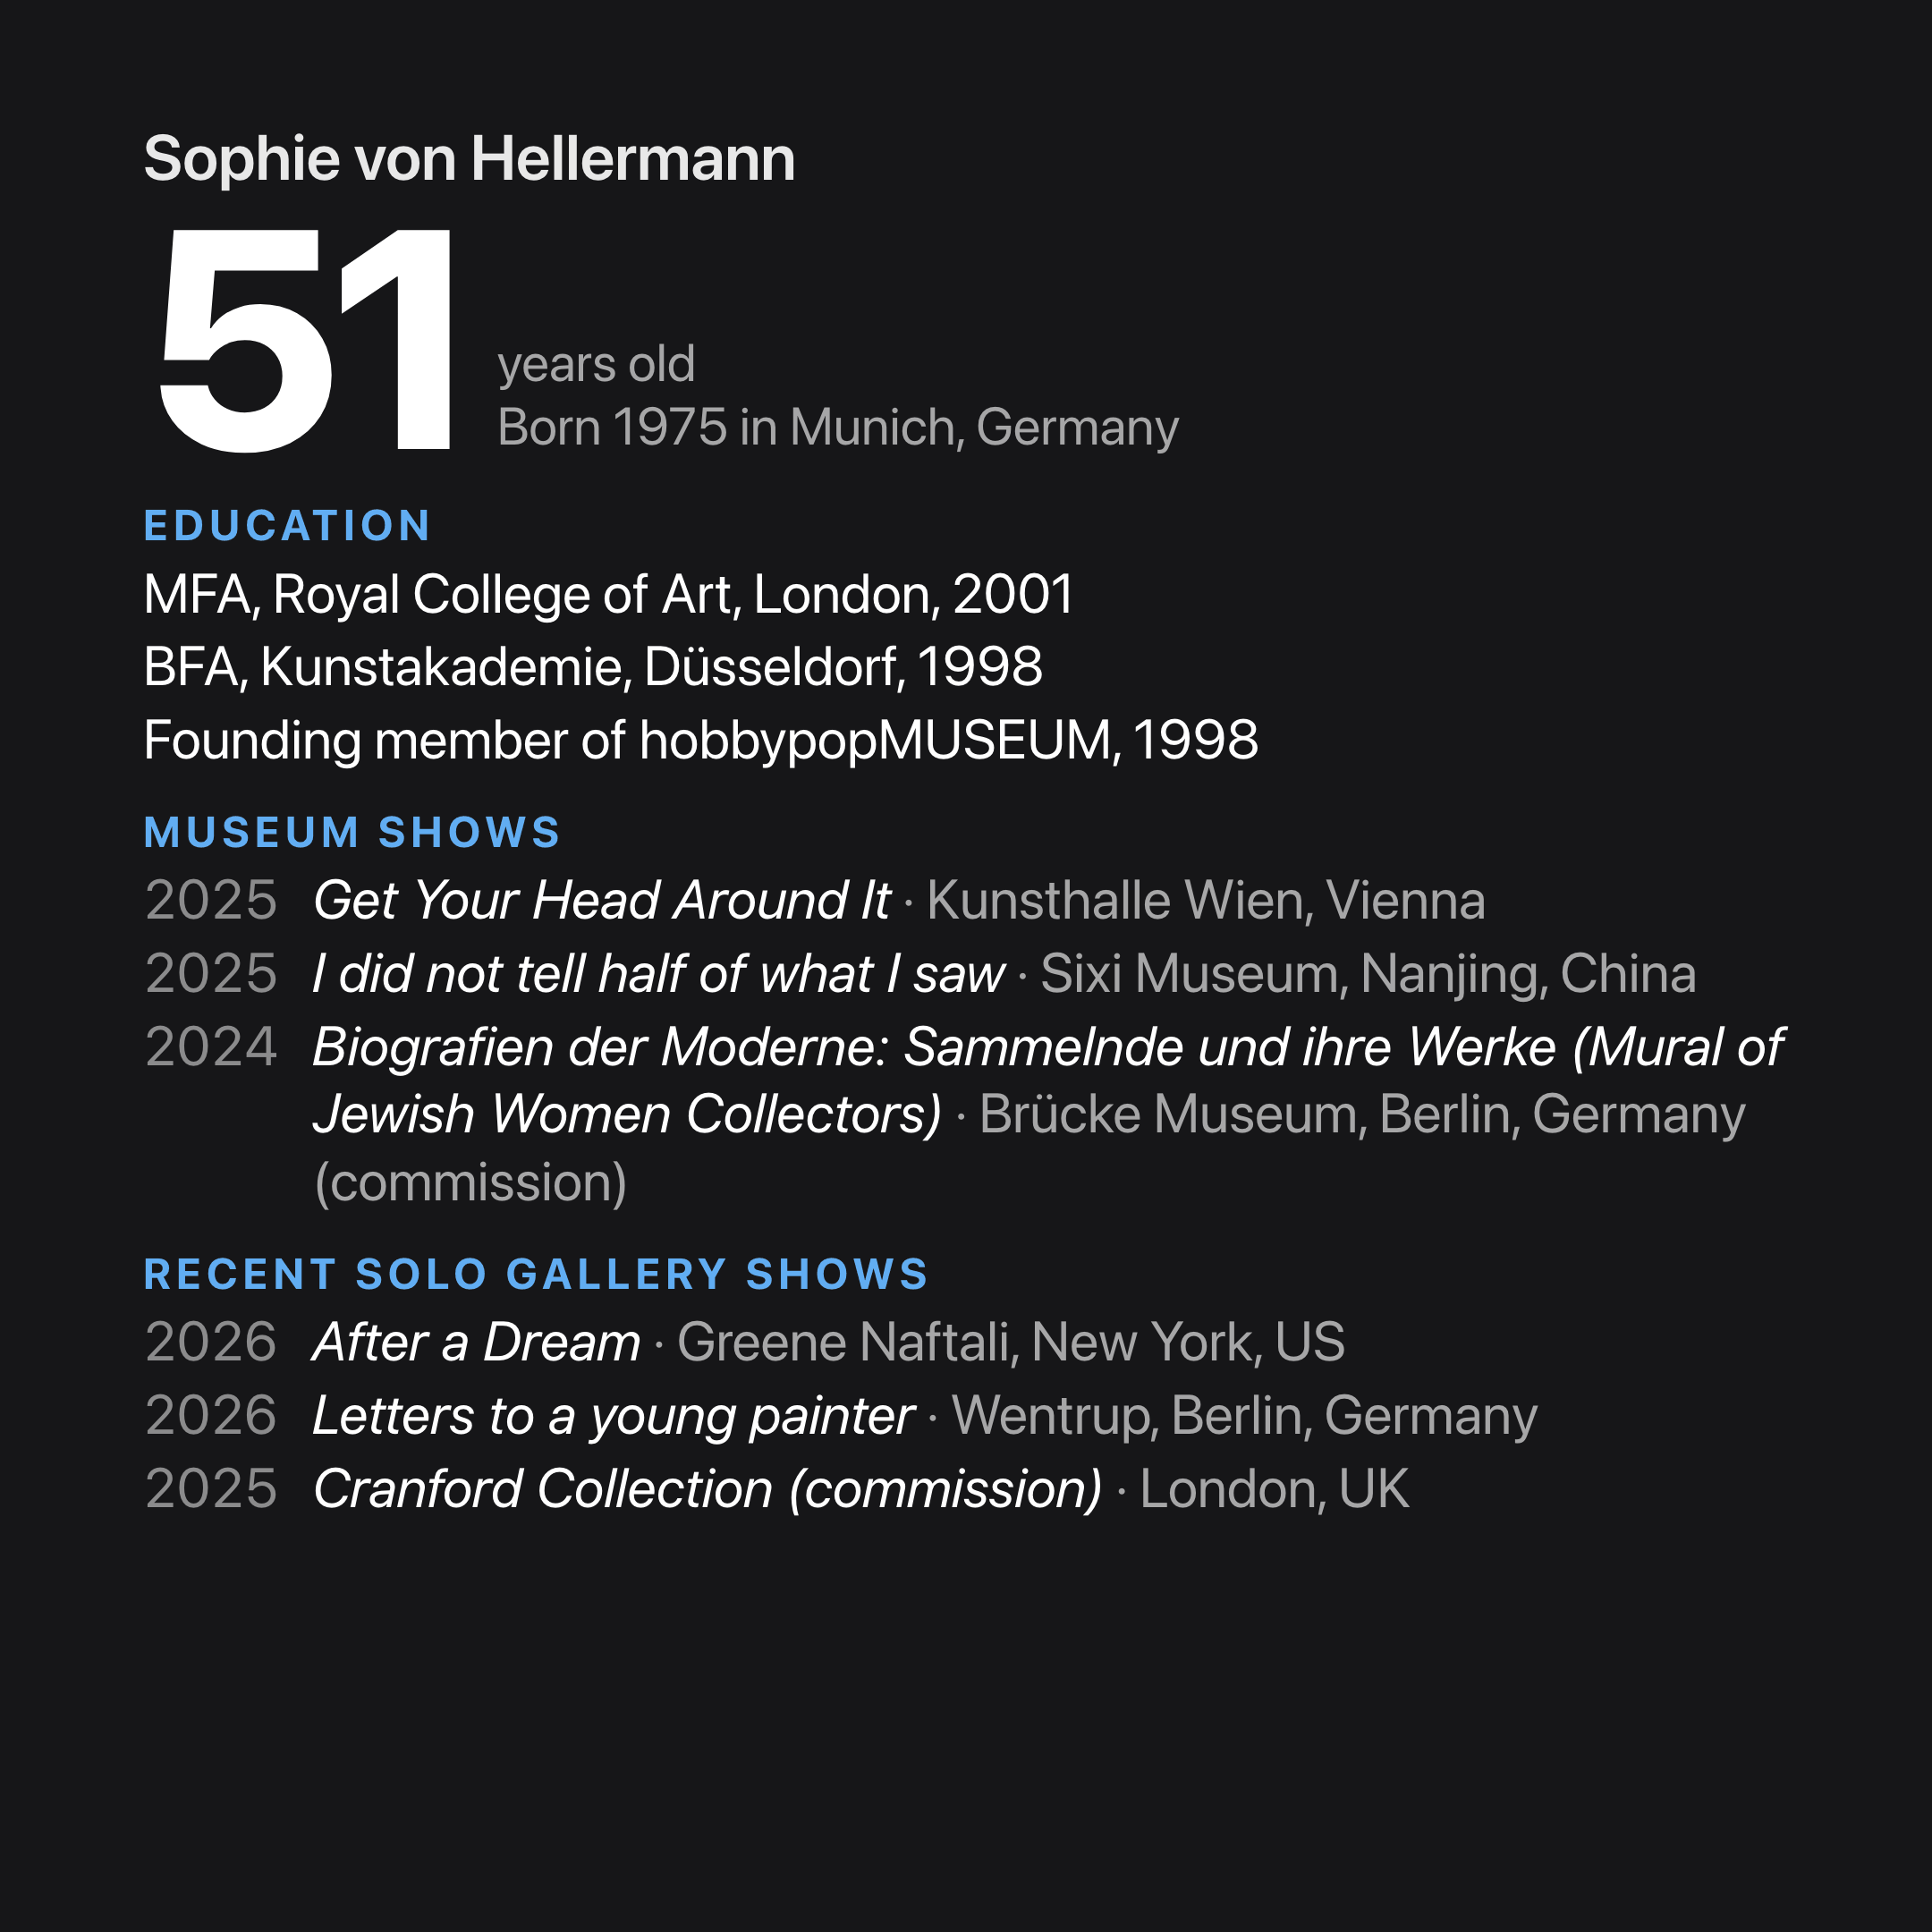 Sophie von Hellermann
51
years old
Born 1975 in Munich, Germany
EDUCATION
MFA, Royal College of Art, London, 2001
BFA, Kunstakademie, Düsseldorf, 1998
Founding member of hobbypopMUSEUM, 1998
MUSEUM SHOWS
2025 Get Your Head Around It · Kunsthalle Wien, Vienna
2025 I did not tell half of what I saw · Sixi Museum, Nanjing, China
2024 Biografien der Moderne: Sammelnde und ihre Werke (Mural of
Jewish Women Collectors) · Brücke Museum, Berlin, Germany
(commission)
RECENT SOLO GALLERY SHOWS
2026 After a Dream · Greene Naftali, New York, US
2026 Letters to a young painter · Wentrup, Berlin, Germany
2025 Cranford Collection (commission) · London, UK